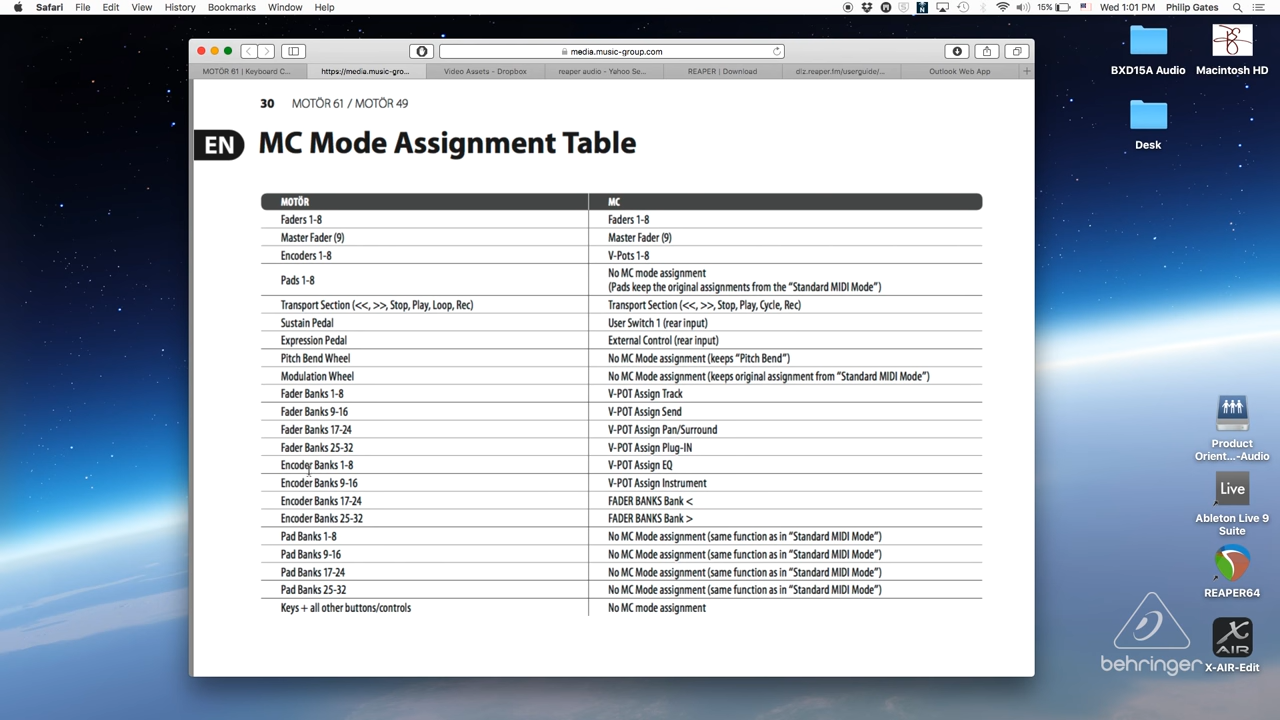 Safari File Edit View History Bookmarks Window Help 15% Wed 1:01 PM Philip Gates
media.music-group.com
MOTÖR 61 | Keyboard C... https://media.music-gro... Video Assets - Dropbox reaper audio - Yahoo Se... REAPER | Download dlz.reaper.fm/userguide/... Outlook Web App
30 MOTÖR 61 / MOTÖR 49
EN MC Mode Assignment Table
MOTÖR MC
Faders 1-8 Faders 1-8
Master Fader (9) Master Fader (9)
Encoders 1-8 V-Pots 1-8
Pads 1-8 No MC mode assignment
(Pads keep the original assignments from the “Standard MIDI Mode”)
Transport Section (<<, >>, Stop, Play, Loop, Rec) Transport Section (<<, >>, Stop, Play, Cycle, Rec)
Sustain Pedal User Switch 1 (rear input)
Expression Pedal External Control (rear input)
Pitch Bend Wheel No MC Mode assignment (keeps “Pitch Bend”)
Modulation Wheel No MC Mode assignment (keeps original assignment from “Standard MIDI Mode”)
Fader Banks 1-8 V-POT Assign Track
Fader Banks 9-16 V-POT Assign Send
Fader Banks 17-24 V-POT Assign Pan/Surround
Fader Banks 25-32 V-POT Assign Plug-IN
Encoder Banks 1-8 V-POT Assign EQ
Encoder Banks 9-16 V-POT Assign Instrument
Encoder Banks 17-24 FADER BANKS Bank <
Encoder Banks 25-32 FADER BANKS Bank >
Pad Banks 1-8 No MC Mode assignment (same function as in “Standard MIDI Mode”)
Pad Banks 9-16 No MC Mode assignment (same function as in “Standard MIDI Mode”)
Pad Banks 17-24 No MC Mode assignment (same function as in “Standard MIDI Mode”)
Pad Banks 25-32 No MC Mode assignment (same function as in “Standard MIDI Mode”)
Keys + all other buttons/controls No MC mode assignment
BXD15A Audio Macintosh HD
Desk
Product
Orient...-Audio
Live
Ableton Live 9
Suite
REAPER64
X AIR
X-AIR-Edit
behringer